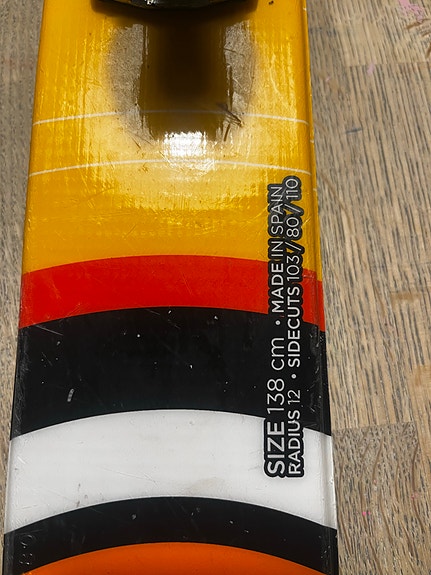 SIZE 138 cm • MADE IN SPAIN
RADIUS 12 • SIDECUTS 103/80/110